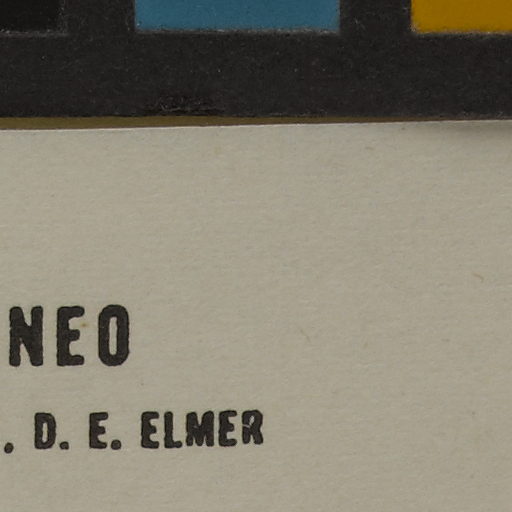 NEO
. D. E. ELMER